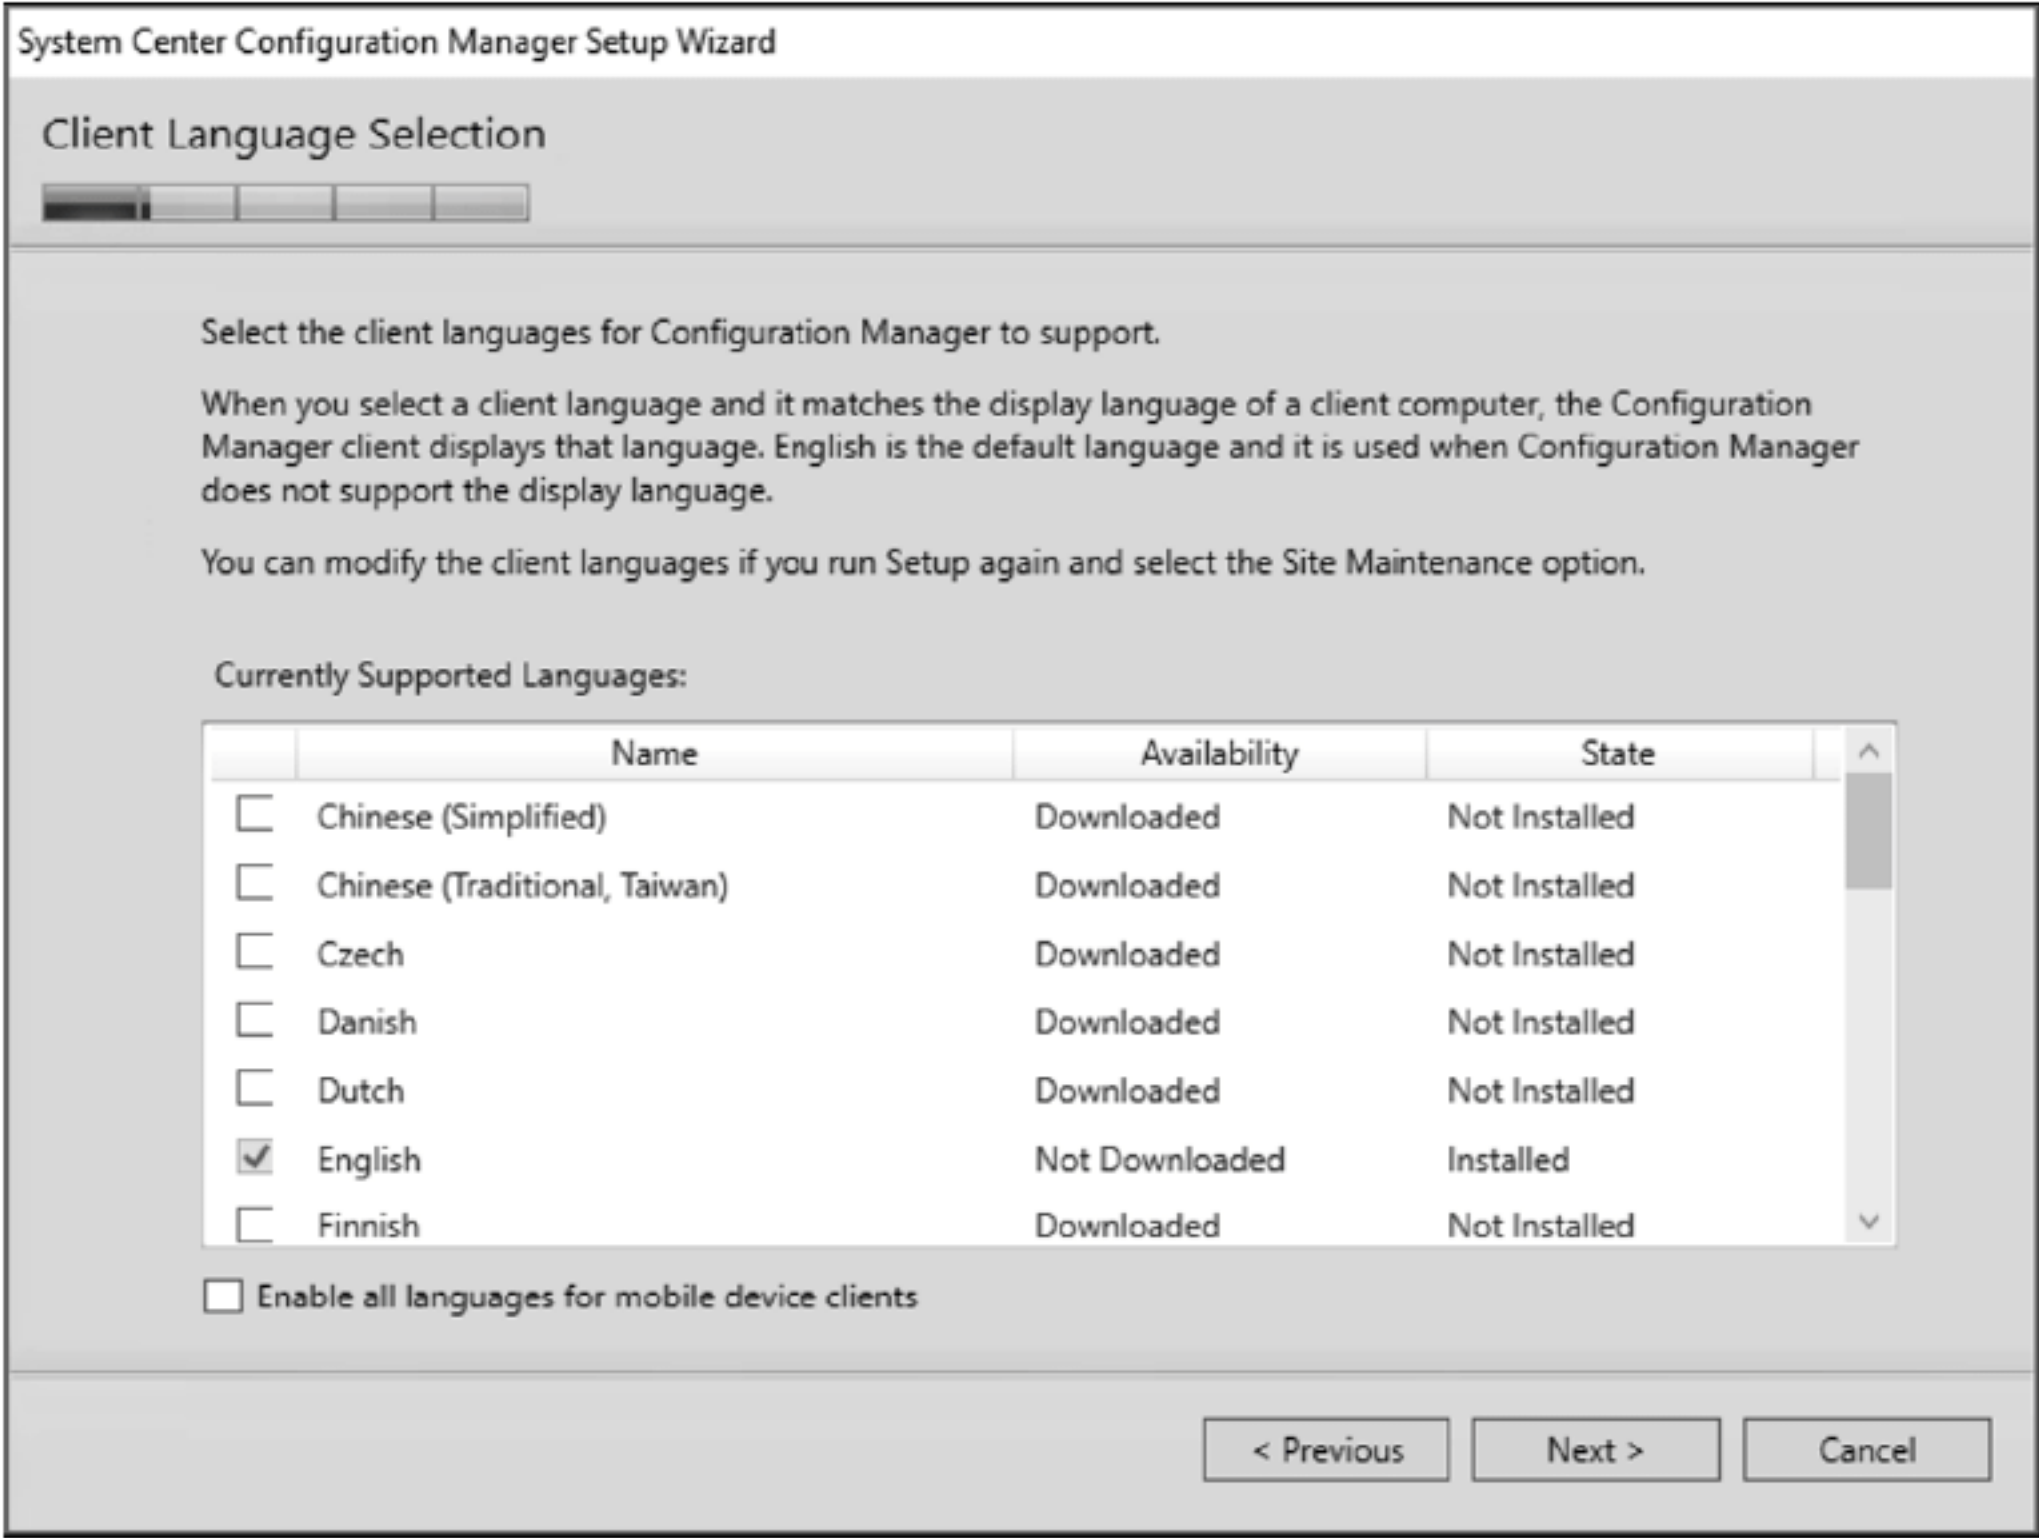 System Center Configuration Manager Setup Wizard
Client Language Selection
Select the client languages for Configuration Manager to support.
When you select a client language and it matches the display language of a client computer, the Configuration
Manager client displays that language. English is the default language and it is used when Configuration Manager
does not support the display language.
You can modify the client languages if you run Setup again and select the Site Maintenance option.
Currently Supported Languages:
Name Availability State
Chinese (Simplified) Downloaded Not Installed
Chinese (Traditional, Taiwan) Downloaded Not Installed
Czech Downloaded Not Installed
Danish Downloaded Not Installed
Dutch Downloaded Not Installed
English Not Downloaded Installed
Finnish Downloaded Not Installed
Enable all languages for mobile device clients
< Previous Next > Cancel